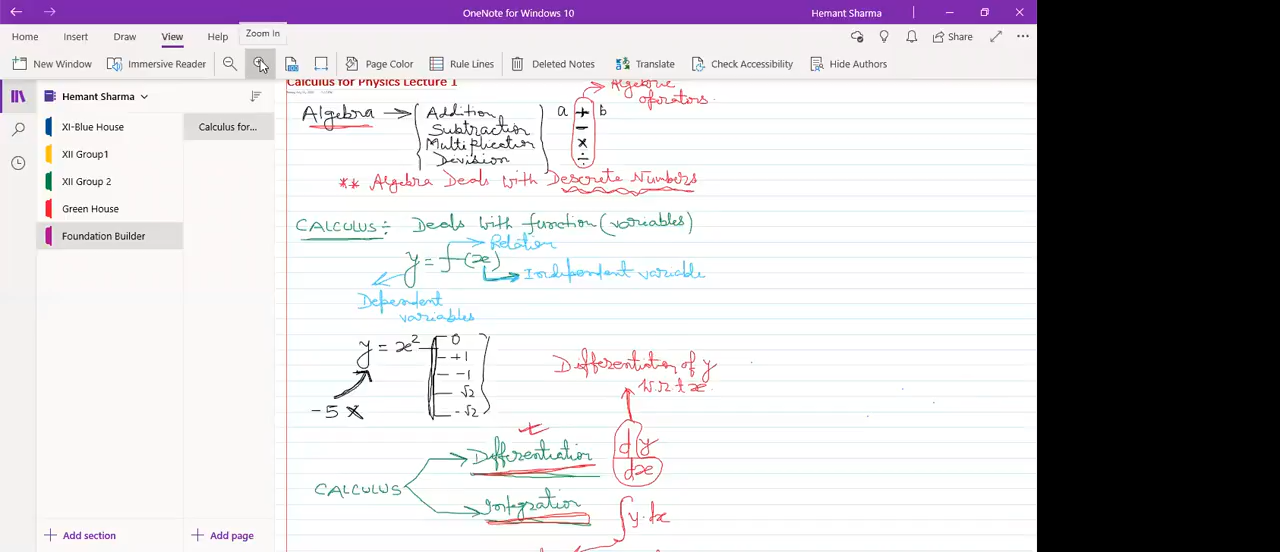 OneNote for Windows 10
Hemant Sharma
Home Insert Draw View Help
Zoom In
Share
New Window
Immersive Reader
Page Color
Rule Lines
Deleted Notes
Translate
Check Accessibility
Hide Authors
Hemant Sharma
XI-Blue House
XII Group1
XII Group 2
Green House
Foundation Builder
Add section
Calculus for...
Add page
Calculus for Physics Lecture 1
Algebra → Addition
Subtraction
Multiplication
Division
a + b
−
×
÷
Algebric
operators.
** Algebra Deals with Descrete Numbers
CALCULUS ÷ Deals with function (variables)
Relation
y = f(x)
Independent variable
Dependent
variables
y = x² 0
+1
-1
√2
-√2
-5 ×
Differentiation of y
w.r.t x
CALCULUS
Differentiation
dy
dx
Integration
∫y.dx